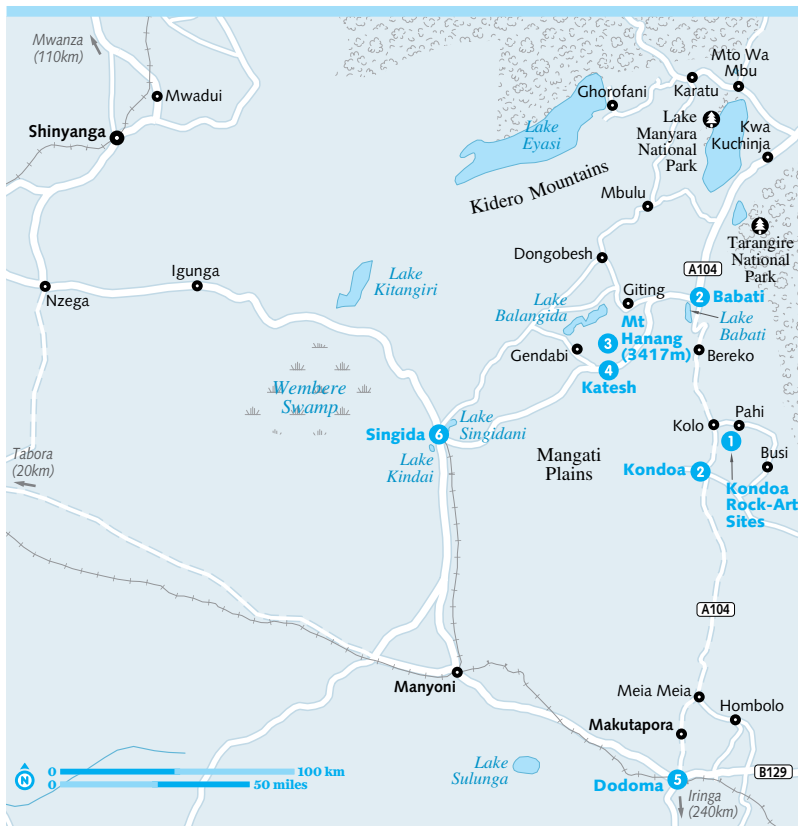 Mwanza
(110km)
Mwadui
Shinyanga
Ghorofani
Karatu
Mto Wa
Mbu
Lake
Eyasi
Lake
Manyara
National
Park
Kwa
Kuchinja
Kidero Mountains
Mbulu
Tarangire
National
Park
Dongobesh
A104
Igunga
Nzega
Lake
Kitangiri
Giting
2 Babati
Lake
Balangida
Mt
Hanang
(3417m)
3
Lake
Babati
Gendabi
Bereko
4
Katesh
Wembere
Swamp
Singida 6
Lake
Singidani
Lake
Kindai
Kolo
Pahi
1
Busi
Mangati
Plains
Kondoa 2
Kondoa
Rock-Art
Sites
Tabora
(20km)
A104
Manyoni
Meia Meia
Hombolo
Makutapora
Lake
Sulunga
Dodoma 5
B129
Iringa
(240km)
N
0 100 km
0 50 miles